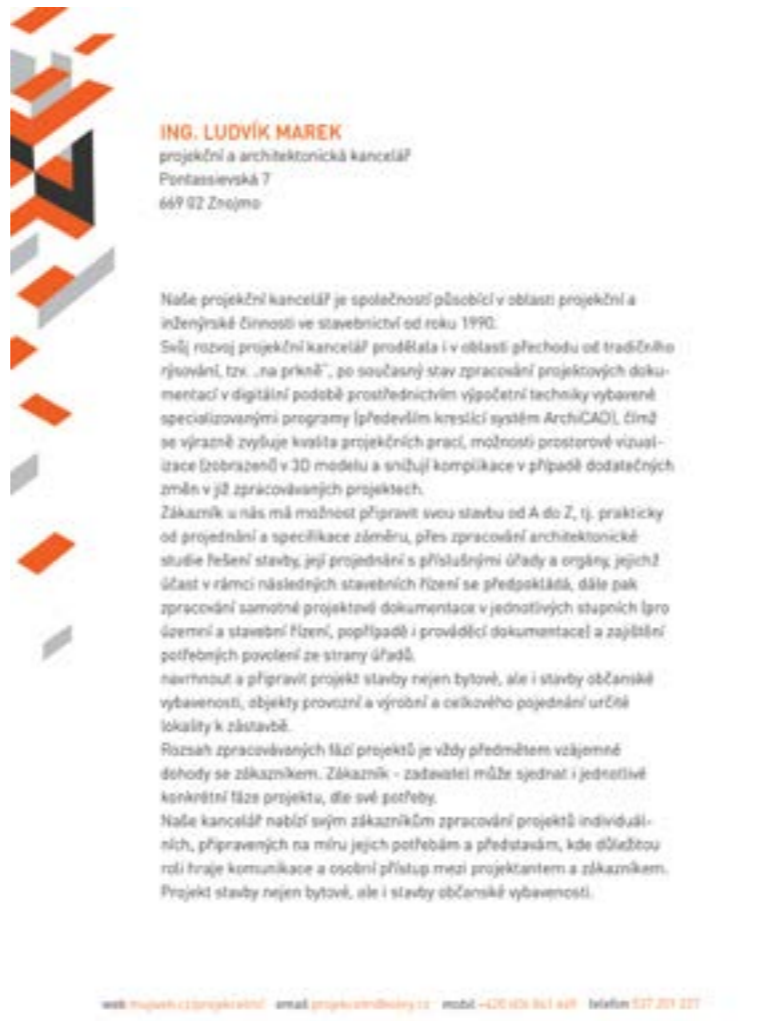 ING. LUDVÍK MAREK
projekční a architektonická kancelář
Pontassievská 7
669 02 Znojmo
Naše projekční kancelář je společností působící v oblasti projekční a
inženýrské činnosti ve stavebnictví od roku 1990.
Svůj rozvoj projekční kancelář prodělala i v oblasti přechodu od tradičního
rýsování, tzv. „na prkně", po současný stav zpracování projektových doku-
mentací v digitální podobě prostřednictvím výpočetní techniky vybavené
specializovanými programy (především kreslící systém ArchiCAD), čímž
se výrazně zvyšuje kvalita projekčních prací, možnosti prostorové vizual-
izace (zobrazení) v 3D modelu a snižují komplikace v případě dodatečných
změn v již zpracovávaných projektech.
Zákazník u nás má možnost připravit svou stavbu od A do Z, tj. prakticky
od projednání a specifikace záměru, přes zpracování architektonické
studie řešení stavby, její projednání s příslušnými úřady a orgány, jejichž
účast v rámci následných stavebních řízení se předpokládá, dále pak
zpracování samotné projektové dokumentace v jednotlivých stupních (pro
územní a stavební řízení, popřípadě i prováděcí dokumentace) a zajištění
potřebných povolení ze strany úřadů.
navrhnout a připravit projekt stavby nejen bytové, ale i stavby občanské
vybavenosti, objekty provozní a výrobní a celkového pojednání určité
lokality k zástavbě.
Rozsah zpracovávaných fází projektů je vždy předmětem vzájemné
dohody se zákazníkem. Zákazník - zadavatel může sjednat i jednotlivé
konkrétní fáze projektu, dle své potřeby.
Naše kancelář nabízí svým zákazníkům zpracování projektů individuál-
ních, připravených na míru jejich potřebám a představám, kde důležitou
roli hraje komunikace a osobní přístup mezi projektantem a zákazníkem.
Projekt stavby nejen bytové, ale i stavby občanské vybavenosti.
web email mobil telefon